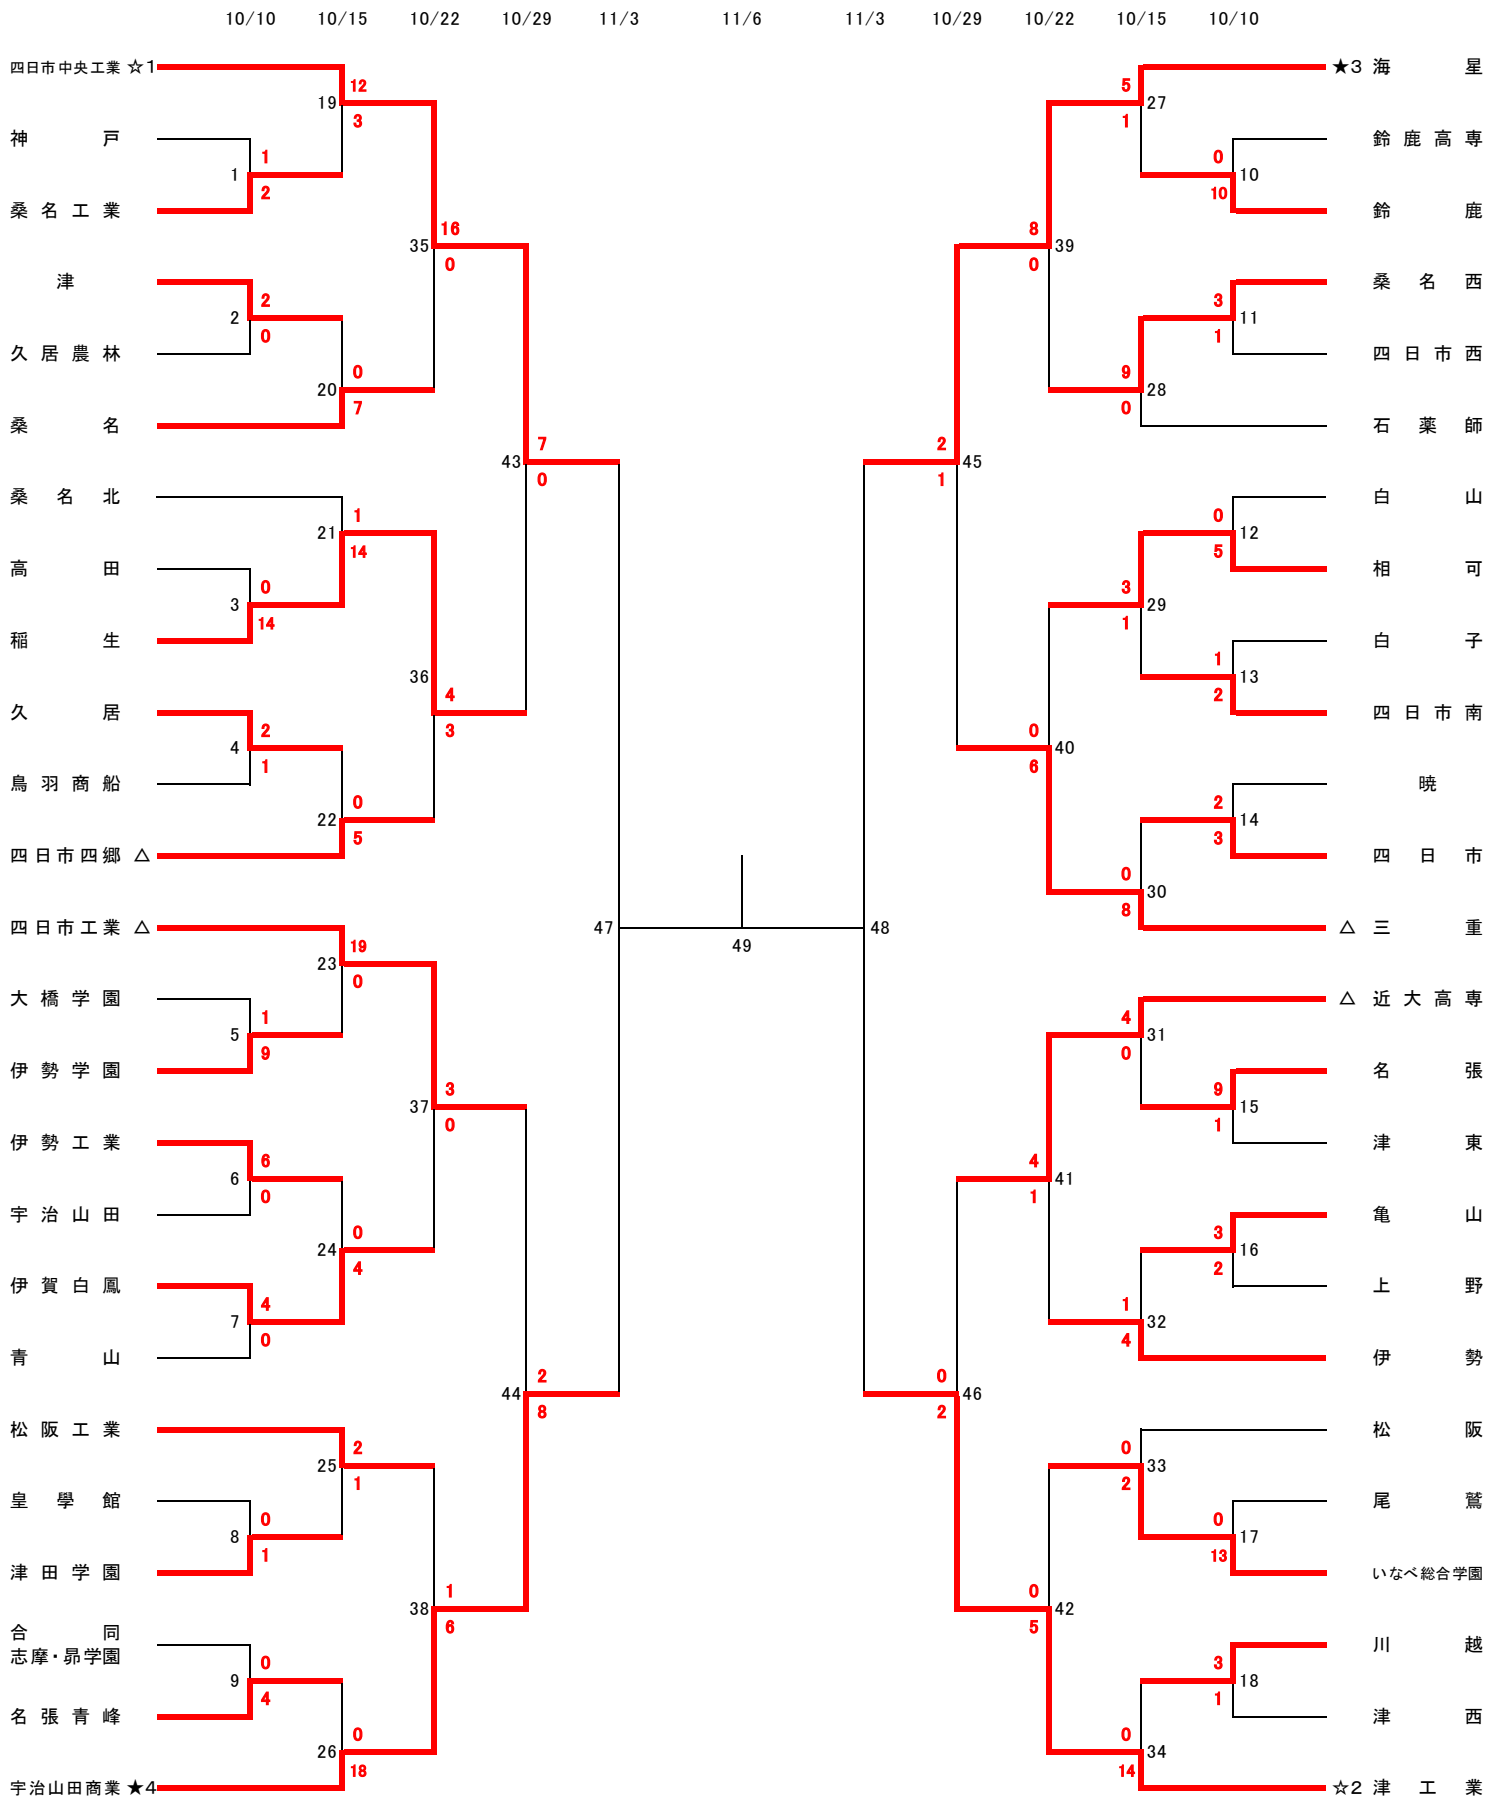 10/10 10/15 10/22 10/29 11/3 11/6 11/3 10/29 10/22 10/15 10/10
四日市中央工業 ☆1 ★3 海星
12 5
19 27
3 1
神戸 鈴鹿高専
1 0
1 10
2 10
桑名工業 鈴鹿
16 8
35 39
0 0
津 桑名西
2 3
2 11
0 1
久居農林 四日市西
0 9
20 28
7 0
桑名 石薬師
7 2
43 45
0 1
桑名北 白山
1 0
21 12
14 5
高田 相可
0 3
3 29
14 1
稲生 白子
1
36 13
4 2
久居 四日市南
3
2 0
4 40
1 6
鳥羽商船 暁
0 2
22 14
5 3
四日市四郷 △ 四日市
0
30
8
四日市工業 △ 47 48 △ 三重
19 49
23
0
大橋学園 △ 近大高専
1 4
5 31
9 0
伊勢学園 名張
3 9
37 15
0 1
伊勢工業 津東
6 4
6 41
0 1
宇治山田 亀山
0 3
24 16
4 2
伊賀白鳳 上野
4 1
7 32
0 4
青山 伊勢
2 0
44 46
8 2
松阪工業 松阪
2 0
25 33
1 2
皇學館 尾鷲
0 0
8 17
1 13
津田学園 いなべ総合学園
1 0
38 42
6 5
合同
志摩・昴学園 川越
0 3
9 18
4 1
名張青峰 津西
0 0
26 34
18 14
宇治山田商業 ★4 ☆2 津工業